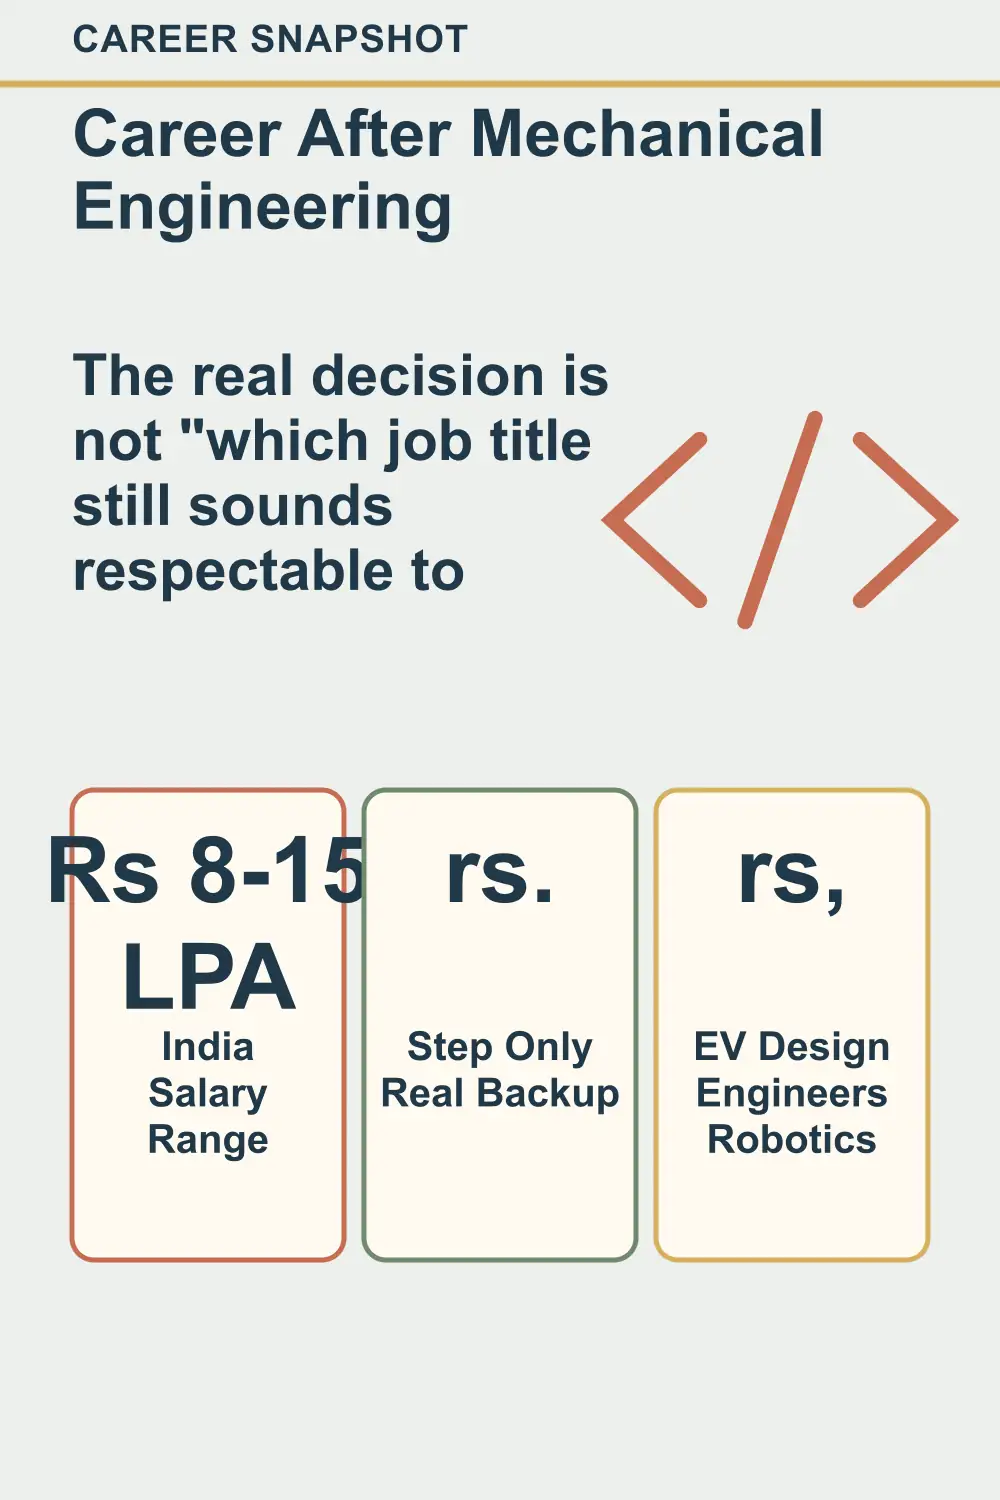 CAREER SNAPSHOT
Career After Mechanical
Engineering
The real decision is
not "which job title
still sounds
respectable to
Rs 8-15
LPA
India
Salary
Range
rs.
Step Only
Real Backup
rs,
EV Design
Engineers
Robotics